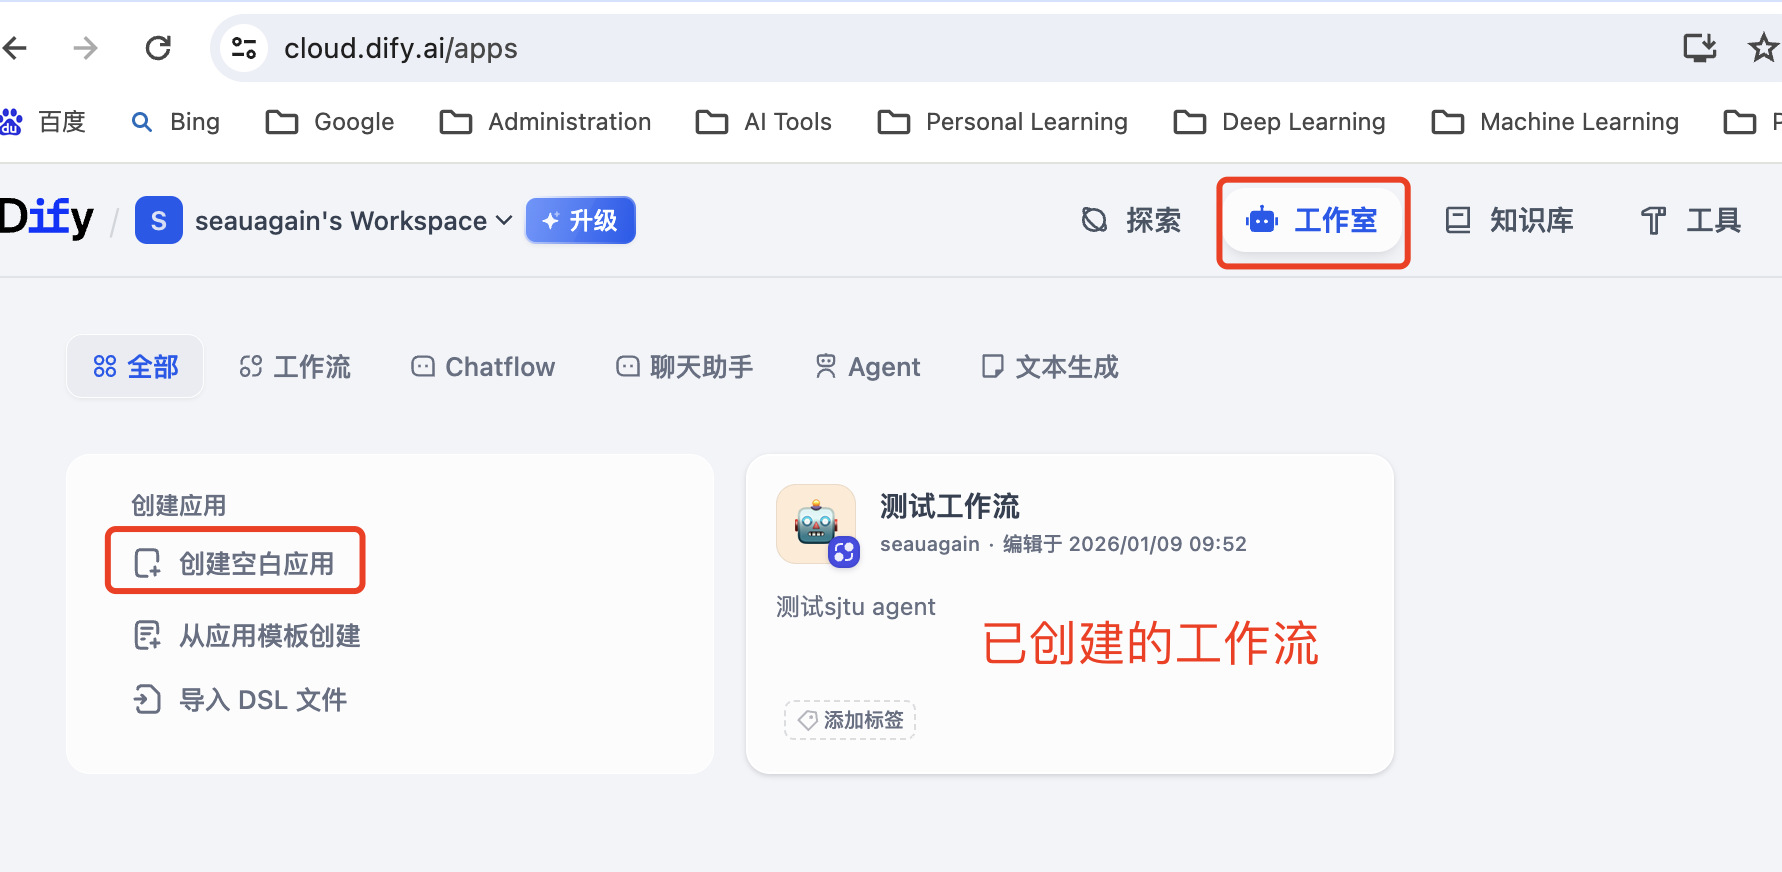 cloud.dify.ai/apps
百度 Bing Google Administration AI Tools Personal Learning Deep Learning Machine Learning
Dify / S seauagain's Workspace 升级 探索 工作室 知识库 工具
全部 工作流 Chatflow 聊天助手 Agent 文本生成
创建应用
创建空白应用
从应用模板创建
导入 DSL 文件
测试工作流
seauagain · 编辑于 2026/01/09 09:52
测试sjtu agent
已创建的工作流
添加标签